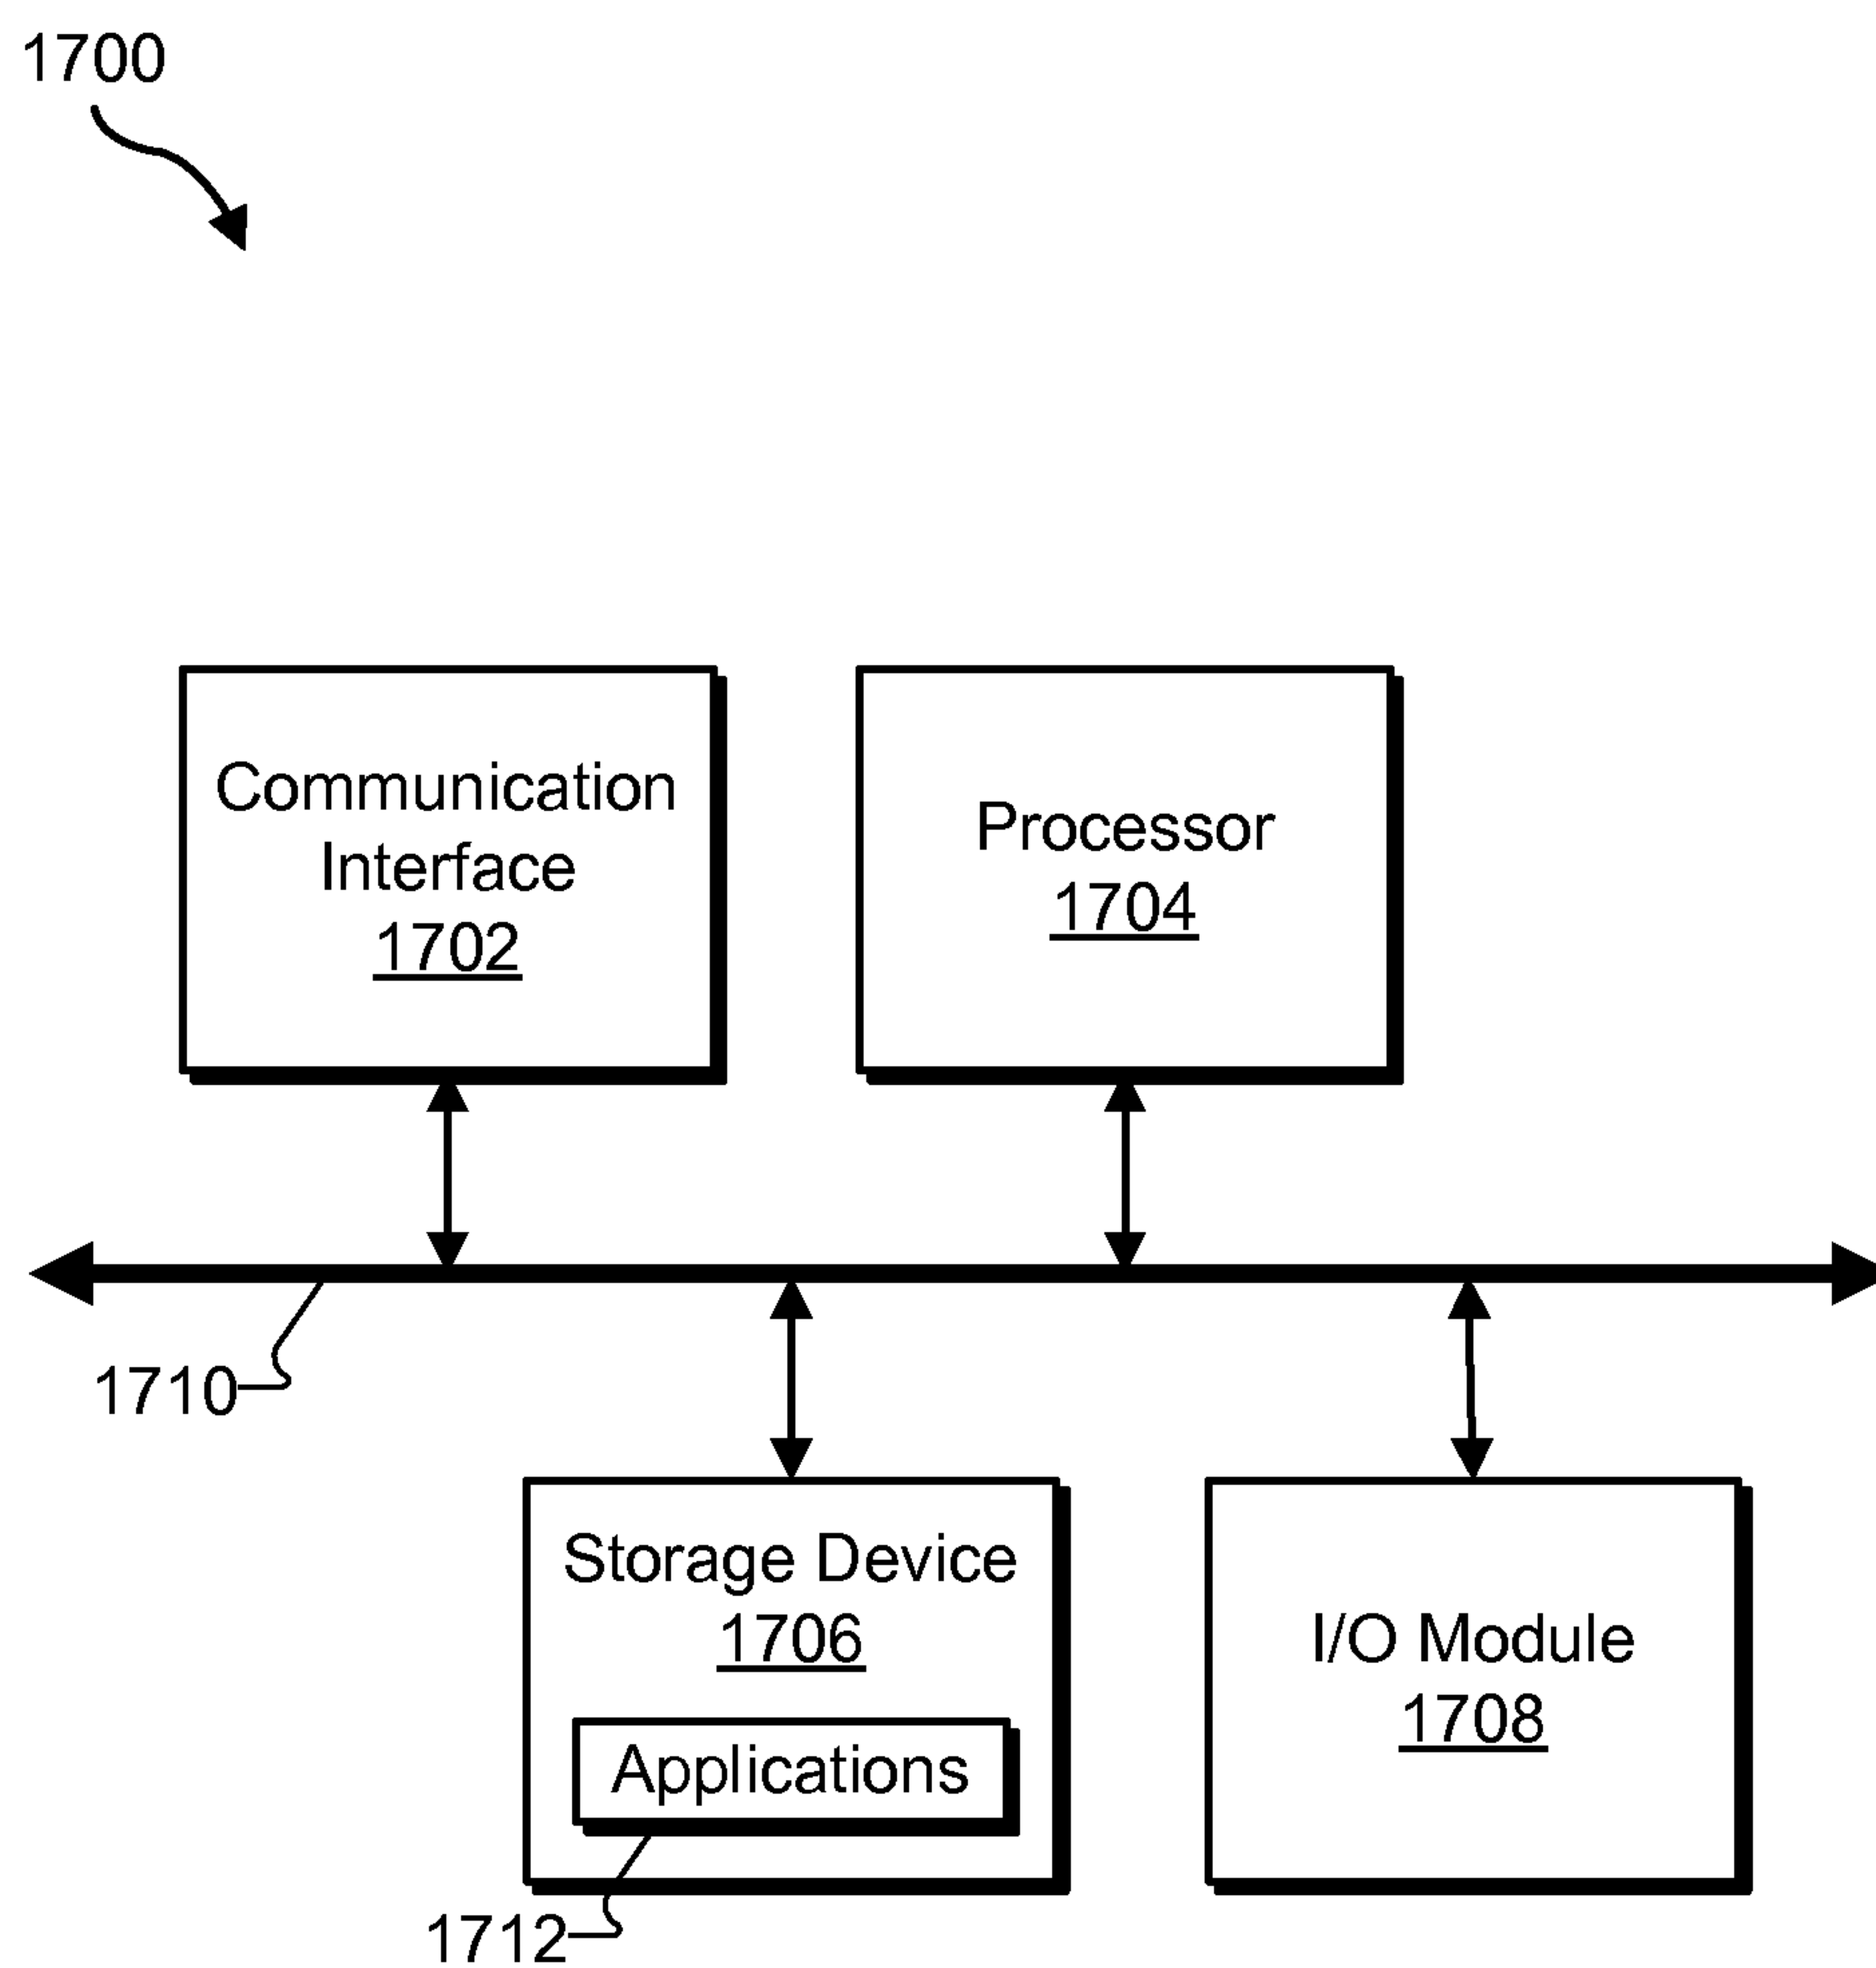 1700
Communication
Interface
1702
Processor
1704
1710
Storage Device
1706
Applications
1712
I/O Module
1708